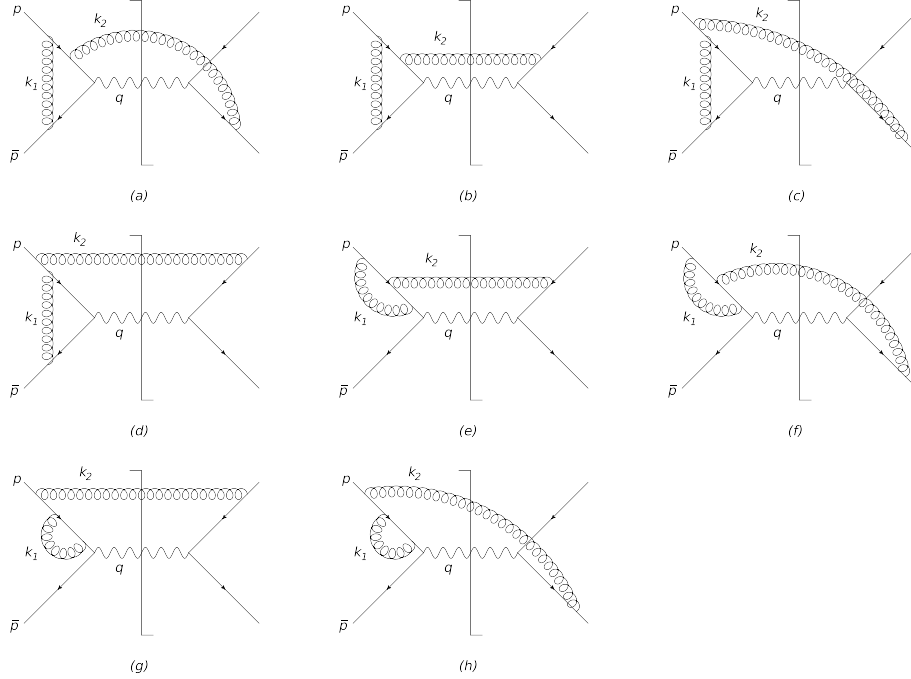 p k2 k1 q p̅ (a)
p k2 k1 q p̅ (b)
p k2 k1 q p̅ (c)
p k2 k1 q p̅ (d)
p k2 k1 q p̅ (e)
p k2 k1 q p̅ (f)
p k2 k1 q p̅ (g)
p k2 k1 q p̅ (h)